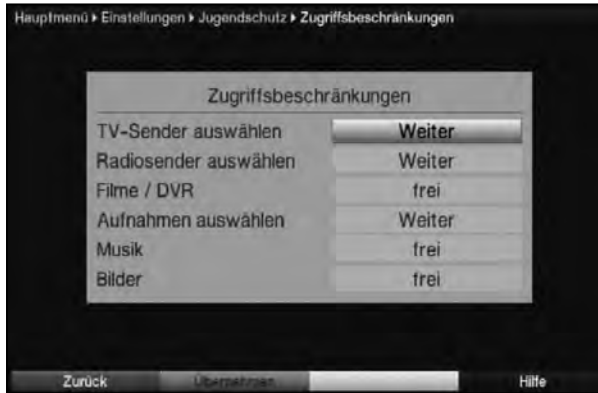 Hauptmenü ▸ Einstellungen ▸ Jugendschutz ▸ Zugriffsbeschränkungen
Zugriffsbeschränkungen
TV-Sender auswählen Weiter
Radiosender auswählen Weiter
Filme / DVR frei
Aufnahmen auswählen Weiter
Musik frei
Bilder frei
Zurück Übernehmen Hilfe